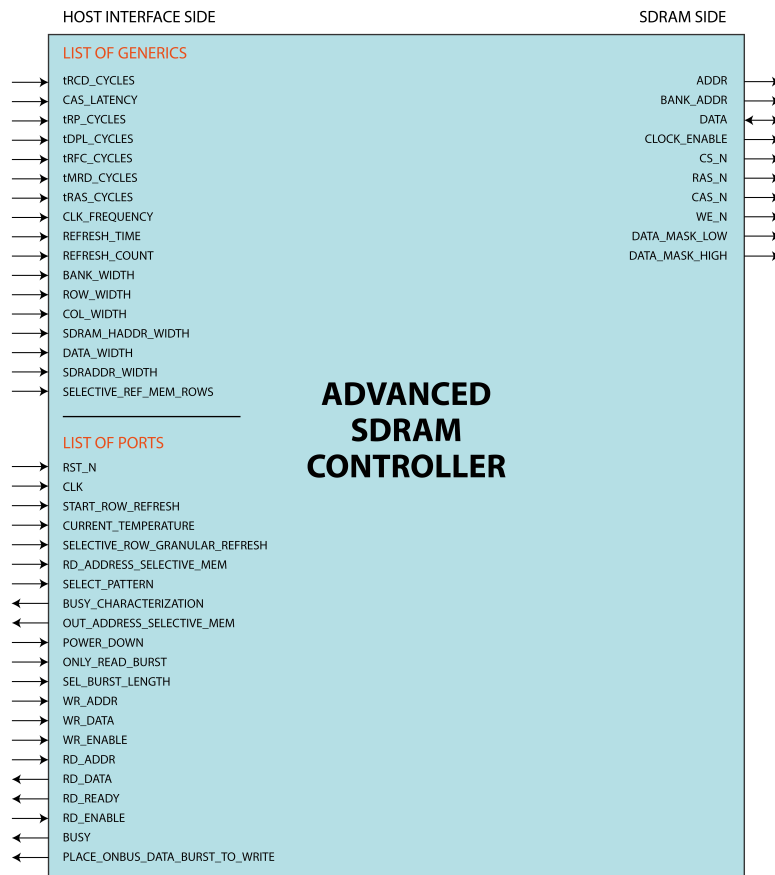 HOST INTERFACE SIDE
SDRAM SIDE
LIST OF GENERICS
tRCD_CYCLES
CAS_LATENCY
tRP_CYCLES
tDPL_CYCLES
tRFC_CYCLES
tMRD_CYCLES
tRAS_CYCLES
CLK_FREQUENCY
REFRESH_TIME
REFRESH_COUNT
BANK_WIDTH
ROW_WIDTH
COL_WIDTH
SDRAM_HADDR_WIDTH
DATA_WIDTH
SDRADDR_WIDTH
SELECTIVE_REF_MEM_ROWS
LIST OF PORTS
RST_N
CLK
START_ROW_REFRESH
CURRENT_TEMPERATURE
SELECTIVE_ROW_GRANULAR_REFRESH
RD_ADDRESS_SELECTIVE_MEM
SELECT_PATTERN
BUSY_CHARACTERIZATION
OUT_ADDRESS_SELECTIVE_MEM
POWER_DOWN
ONLY_READ_BURST
SEL_BURST_LENGTH
WR_ADDR
WR_DATA
WR_ENABLE
RD_ADDR
RD_DATA
RD_READY
RD_ENABLE
BUSY
PLACE_ONBUS_DATA_BURST_TO_WRITE
ADVANCED
SDRAM
CONTROLLER
ADDR
BANK_ADDR
DATA
CLOCK_ENABLE
CS_N
RAS_N
CAS_N
WE_N
DATA_MASK_LOW
DATA_MASK_HIGH